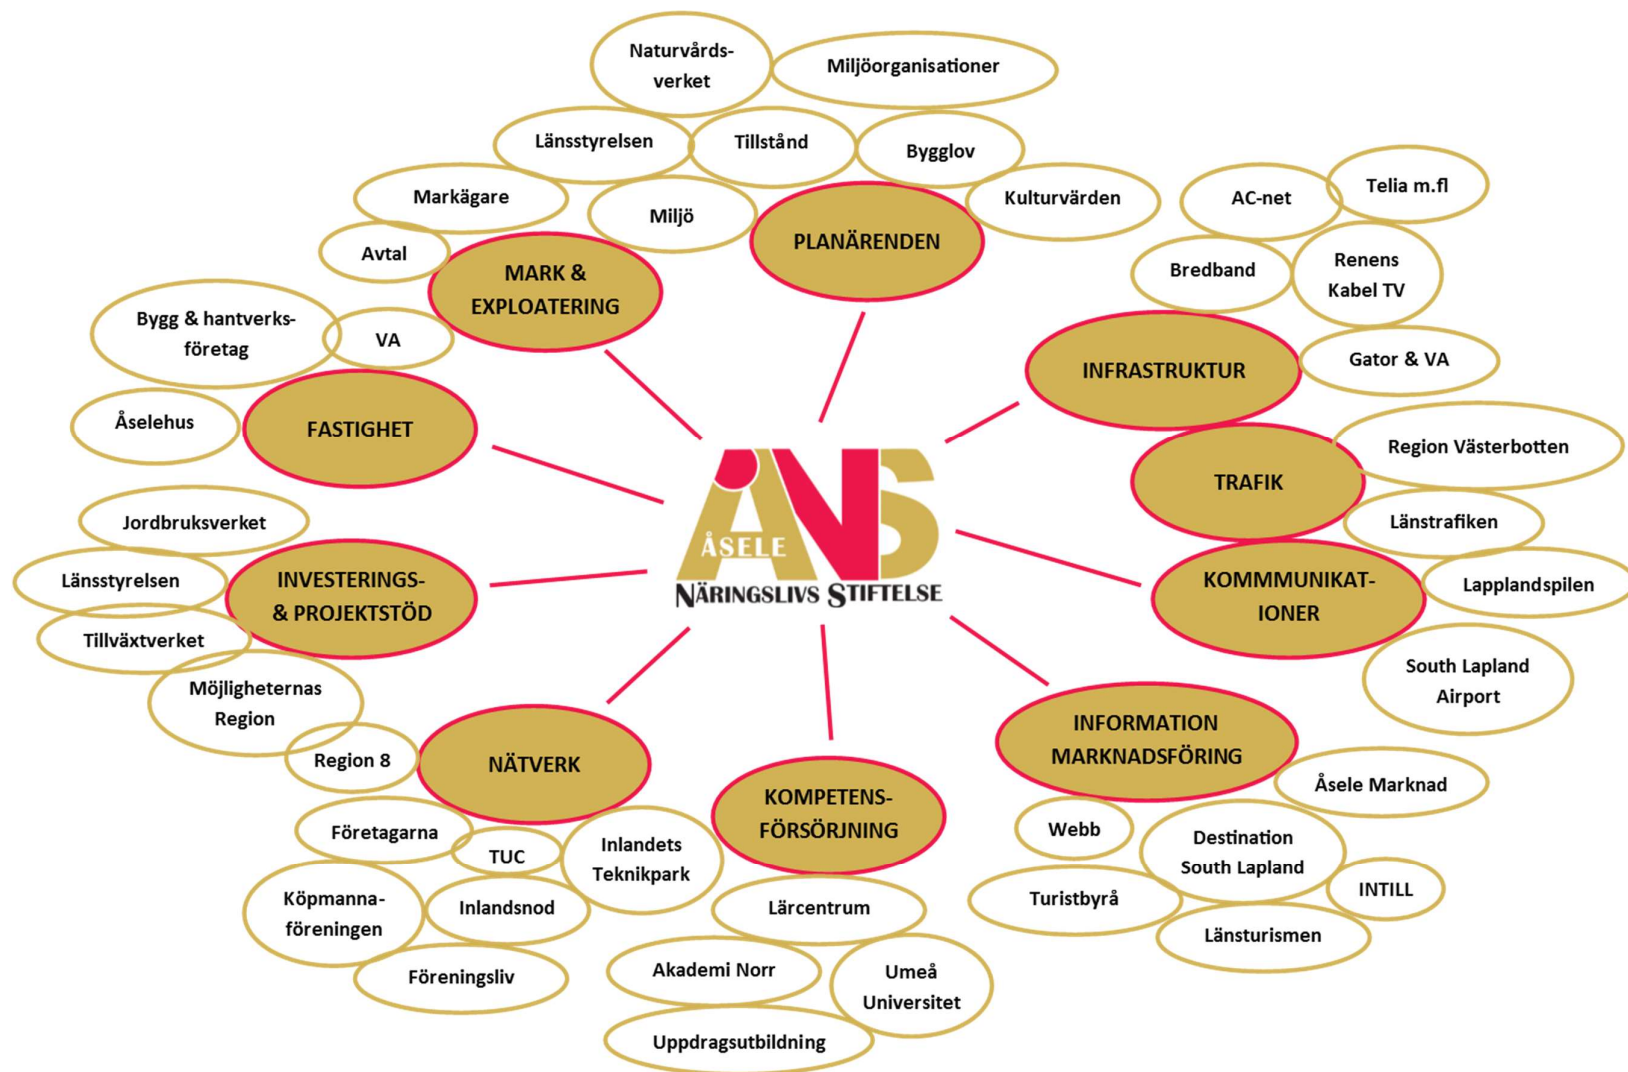 Naturvårds-
verket
Miljöorganisationer
Länsstyrelsen
Tillstånd
Bygglov
Markägare
Miljö
Kulturvärden
Avtal
MARK &
EXPLOATERING
PLANÄRENDEN
AC-net
Telia m.fl
Bredband
Renens
Kabel TV
INFRASTRUKTUR
Gator & VA
Bygg & hantverks-
företag
VA
Åselehus
FASTIGHET
TRAFIK
Region Västerbotten
Länstrafiken
KOMMMUNIKAT-
IONER
Lapplandspilen
South Lapland
Airport
ÅNS
ÅSELE
NÄRINGSLIVS STIFTELSE
Jordbruksverket
Länsstyrelsen
INVESTERINGS-
& PROJEKTSTÖD
Tillväxtverket
Möjligheternas
Region
Region 8
NÄTVERK
Företagarna
TUC
Inlandets
Teknikpark
Köpmanna-
föreningen
Inlandsnod
Föreningsliv
KOMPETENS-
FÖRSÖRJNING
Lärcentrum
Akademi Norr
Umeå
Universitet
Uppdragsutbildning
INFORMATION
MARKNADSFÖRING
Åsele Marknad
Webb
Destination
South Lapland
INTILL
Turistbyrå
Länsturismen